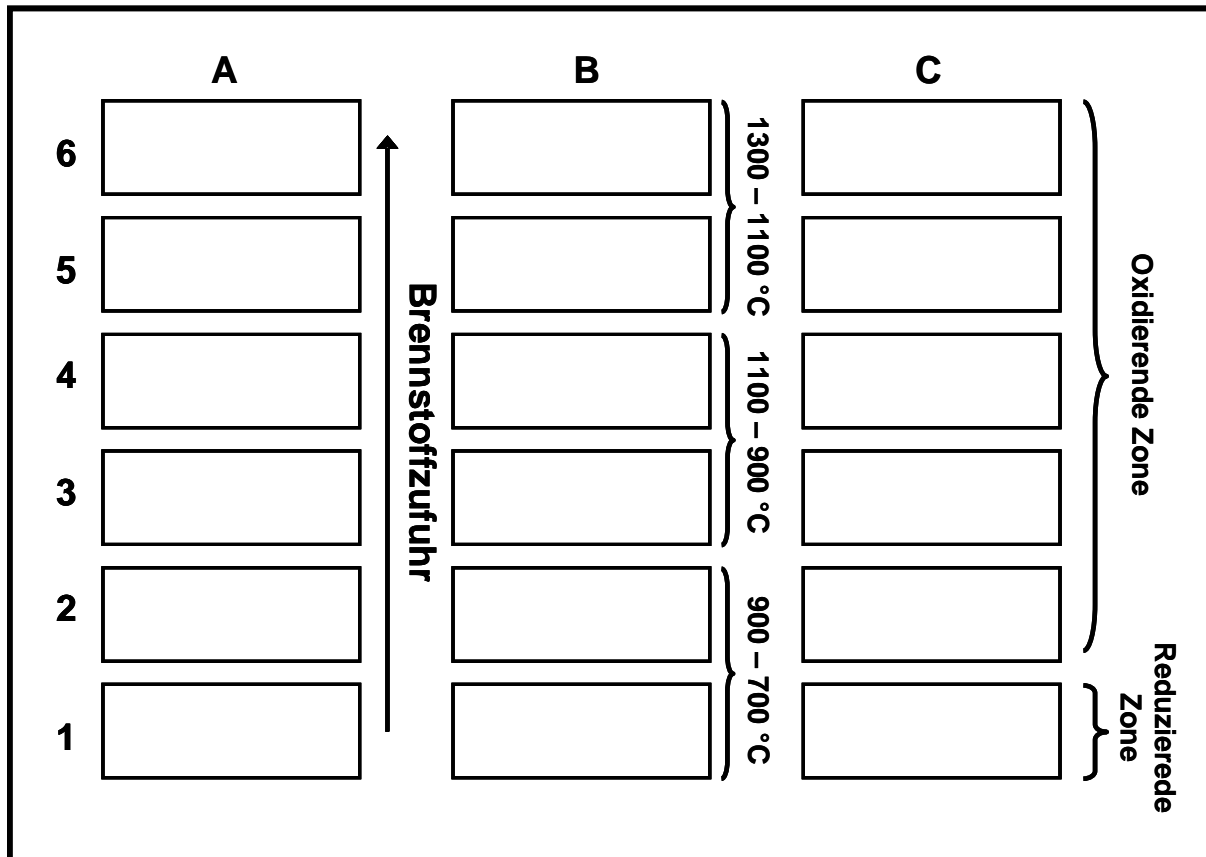 A B C
6
5
4
3
2
1
Brennstoffzufuhr
1300 – 1100 °C
1100 – 900 °C
900 – 700 °C
Oxidierende Zone
Reduzierede
Zone